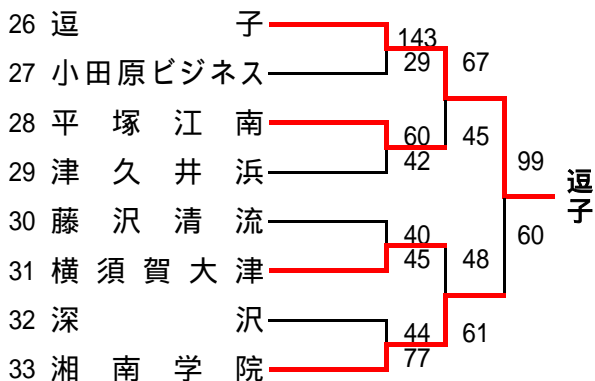 26 逗子
143
27 小田原ビジネス
29
67
28 平塚江南
60
45
29 津久井浜
42
99
逗子
30 藤沢清流
40
60
31 横須賀大津
45
48
32 深沢
44
61
33 湘南学院
77